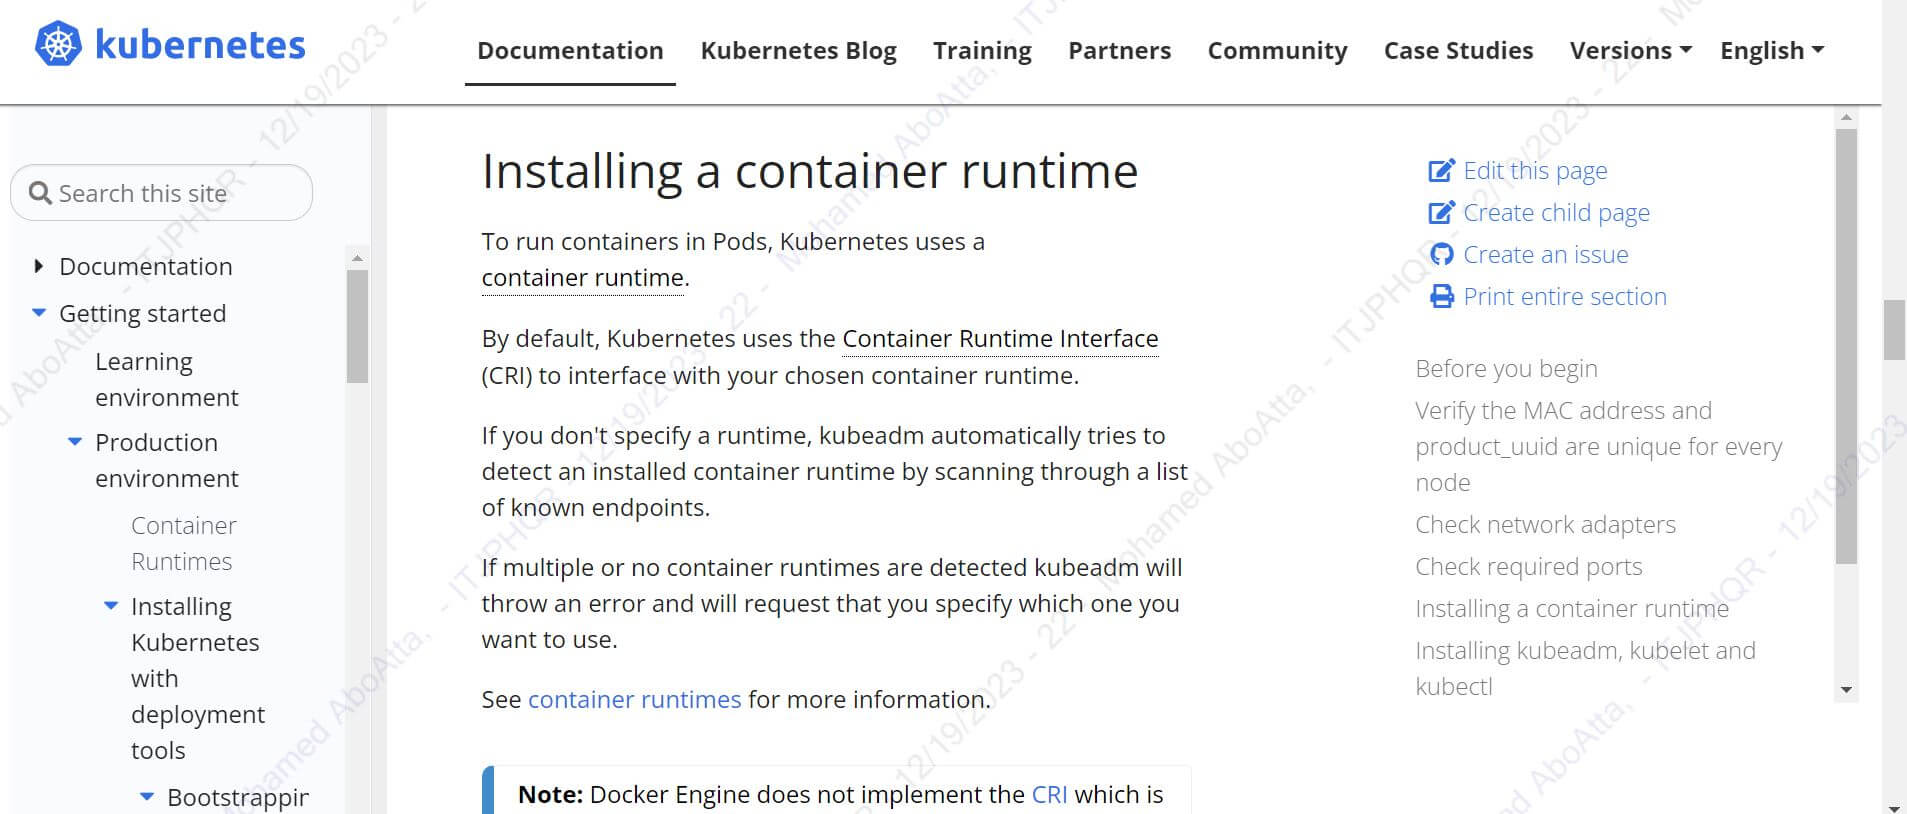 kubernetes
Documentation Kubernetes Blog Training Partners Community Case Studies Versions English
Search this site
Documentation
Getting started
Learning
environment
Production
environment
Container
Runtimes
Installing
Kubernetes
with
deployment
tools
Bootstrappin
Installing a container runtime
To run containers in Pods, Kubernetes uses a
container runtime.
By default, Kubernetes uses the Container Runtime Interface
(CRI) to interface with your chosen container runtime.
If you don't specify a runtime, kubeadm automatically tries to
detect an installed container runtime by scanning through a list
of known endpoints.
If multiple or no container runtimes are detected kubeadm will
throw an error and will request that you specify which one you
want to use.
See container runtimes for more information.
Note: Docker Engine does not implement the CRI which is
Edit this page
Create child page
Create an issue
Print entire section
Before you begin
Verify the MAC address and
product_uuid are unique for every
node
Check network adapters
Check required ports
Installing a container runtime
Installing kubeadm, kubelet and
kubectl
Mohamed AboAtta, - ITJPHQR - 12/19/2023 - 22